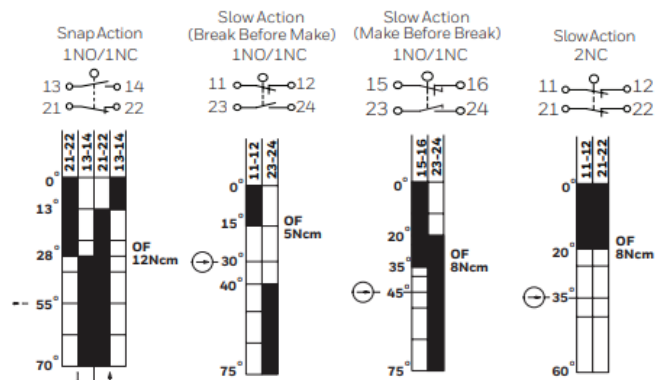 Snap Action
1NO/1NC
13 14
21 22
21-22 13-14 21-22 13-14
0°
13°
28°
55°
70°
OF
12Ncm
Slow Action
(Break Before Make)
1NO/1NC
11 12
23 24
11-12 23-24
0°
15°
30°
40°
75°
OF
5Ncm
Slow Action
(Make Before Break)
1NO/1NC
15 16
23 24
15-16 23-24
0°
20°
35°
45°
75°
OF
8Ncm
Slow Action
2NC
11 12
21 22
11-12 21-22
0°
20°
35°
60°
OF
8Ncm